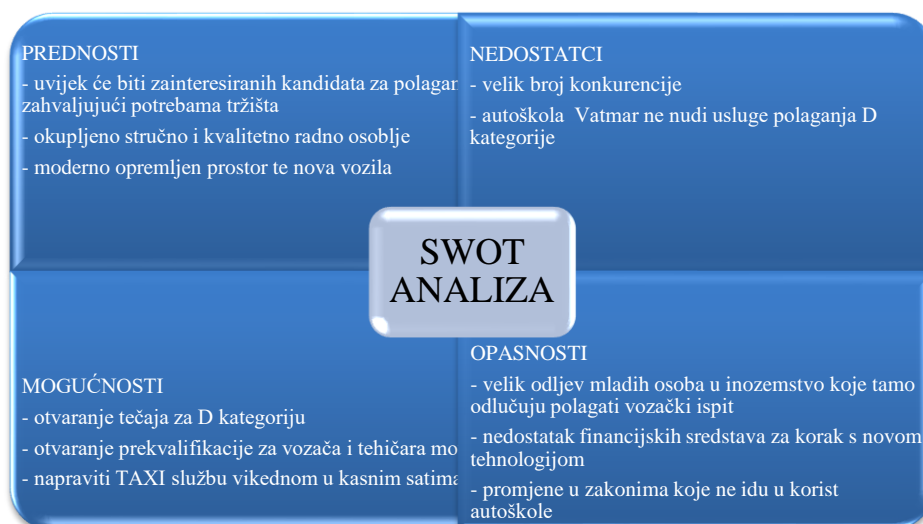 PREDNOSTI
- uvijek će biti zainteresiranih kandidata za
zahvaljujući potrebama tržišta
- okupljeno stručno i kvalitetno radno osoblje
- moderno opremljen prostor te nova vozila
NEDOSTATCI
- velik broj konkurencije
- autoškola Vatmar ne nudi usluge polaganja D
kategorije
SWOT
ANALIZA
MOGUĆNOSTI
- otvaranje tečaja za D kategoriju
- otvaranje prekvalifikacije za vozača i tehičara
- napraviti TAXI službu vikednom u kasnim satima
OPASNOSTI
- velik odljev mladih osoba u inozemstvo koje tamo
odlučuju polagati vozački ispit
- nedostatak financijskih sredstava za korak s novom
tehnologijom
- promjene u zakonima koje ne idu u korist
autoškole